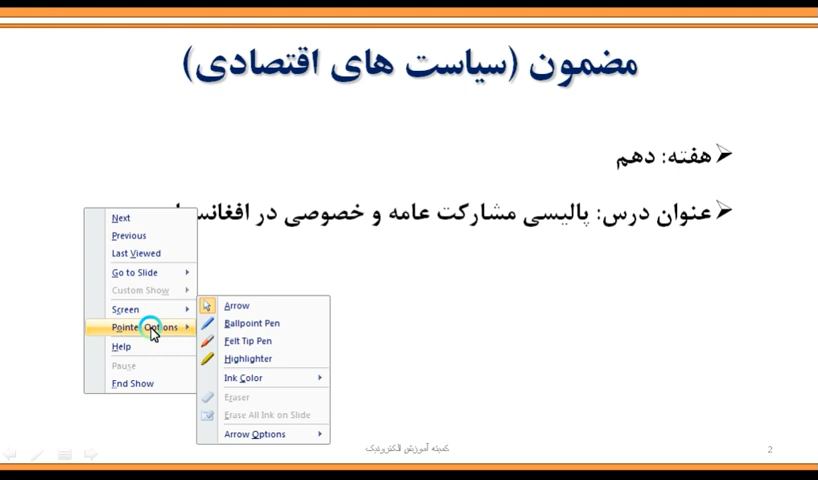 مضمون (سیاست های اقتصادی)
هفته: دهم
عنوان درس: پالیسی مشارکت عامه و خصوصی در
Next
Previous
Last Viewed
Go to Slide
Custom Show
Screen
Pointer Options
Help
Pause
End Show
Arrow
Ballpoint Pen
Felt Tip Pen
Highlighter
Ink Color
Eraser
Erase All Ink on Slide
Arrow Options
کمیته آموزش الکترونیک
2